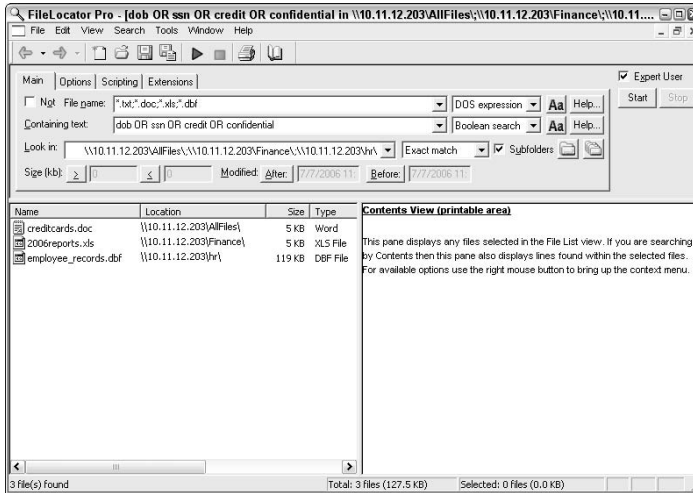 FileLocator Pro - [dob OR ssn OR credit OR confidential in \\10.11.12.203\AllFiles\;\\10.11.12.203\Finance\;\\10.11....
File Edit View Search Tools Window Help
Main Options Scripting Extensions
Expert User
Not File name: *.txt;*.doc;*.xls;*.dbf DOS expression Aa Help...
Start Stop
Containing text: dob OR ssn OR credit OR confidential Boolean search Aa Help...
Look in: \\10.11.12.203\AllFiles\;\\10.11.12.203\Finance\;\\10.11.12.203\hr\ Exact match Subfolders
Size (kb): > 0 < 0 Modified: After: 7/7/2006 11: Before: 7/7/2006 11:
Name Location Size Type
creditcards.doc \\10.11.12.203\AllFiles\ 5 KB Word
2006reports.xls \\10.11.12.203\Finance\ 5 KB XLS File
employee_records.dbf \\10.11.12.203\hr\ 119 KB DBF File
Contents View (printable area)
This pane displays any files selected in the File List view. If you are searching
by Contents then this pane also displays lines found within the selected files.
For available options use the right mouse button to bring up the context menu.
3 file(s) found Total: 3 files (127.5 KB) Selected: 0 files (0.0 KB)